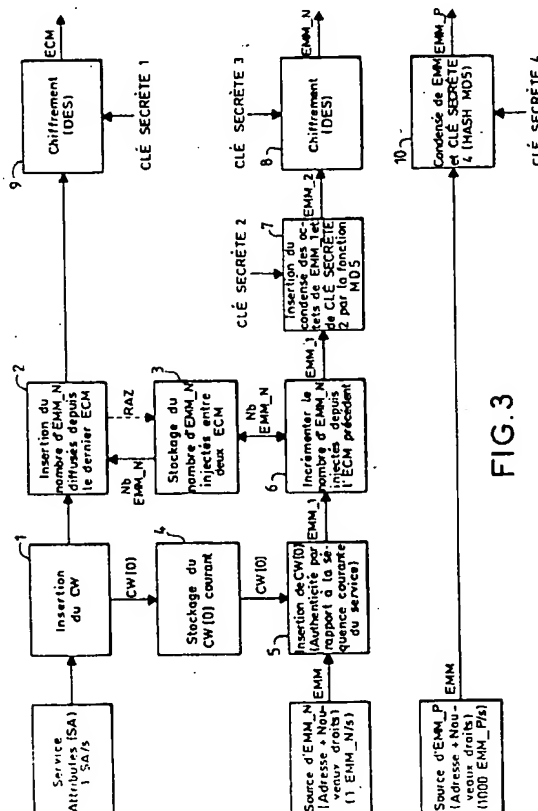 Service
Attributes (SA)
1 SA/s
1
Insertion
du CW
2
Insertion du
nombre d'EMM_N
diffusés depuis
le dernier ECM
9
Chiffrement
(DES)
ECM
CLÉ SECRÈTE 1
CW[0]
Nb
EMM_N
RAZ
4
Stockage du
CW[0] courant
3
Stockage du
nombre d'EMM_N
injectés entre
deux ECM
CLÉ SECRÈTE 2
CLÉ SECRÈTE 3
CW[0]
Nb
EMM_N
Source d'EMM_N
(Adresse + Nou-
veaux droits)
(1 EMM_N/s)
EMM
5
Insertion de CW[0]
(Authenticité par
rapport à la sé-
quence courante
du service)
EMM_1
6
Incrémenter le
nombre d'EMM_N
injectés depuis
l'ECM précédent
EMM_1
7
Insertion du
condensé des oc-
tets de EMM_1 et
de CLÉ SECRÈTE
2 par la fonction
MD5
EMM_2
8
Chiffrement
(DES)
EMM_N
Source d'EMM_P
(Adresse + Nou-
veaux droits)
(1000 EMM_P/s)
EMM
10
Condensé de EMM
et CLÉ SECRÈTE
4 (HASH MD5)
EMM_P
CLÉ SECRÈTE 4
FIG.3